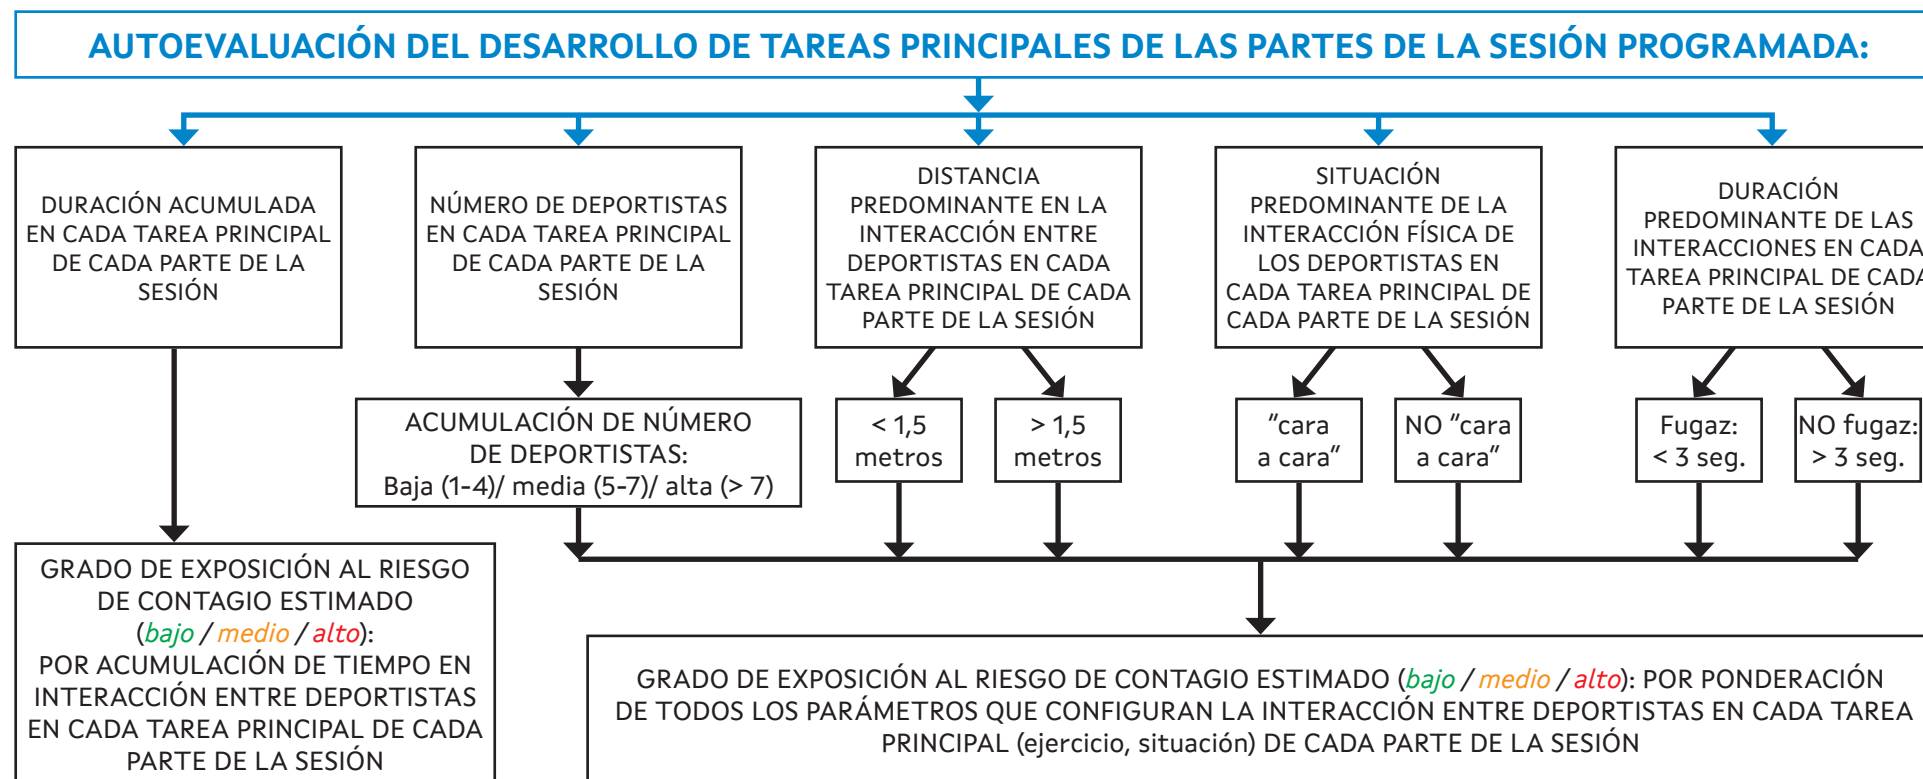 AUTOEVALUACIÓN DEL DESARROLLO DE TAREAS PRINCIPALES DE LAS PARTES DE LA SESIÓN PROGRAMADA:
DURACIÓN ACUMULADA
EN CADA TAREA PRINCIPAL
DE CADA PARTE DE LA
SESIÓN
NÚMERO DE DEPORTISTAS
EN CADA TAREA PRINCIPAL
DE CADA PARTE DE LA
SESIÓN
DISTANCIA
PREDOMINANTE EN LA
INTERACCIÓN ENTRE
DEPORTISTAS EN CADA
TAREA PRINCIPAL DE CADA
PARTE DE LA SESIÓN
SITUACIÓN
PREDOMINANTE DE LA
INTERACCIÓN FÍSICA DE
LOS DEPORTISTAS EN
CADA TAREA PRINCIPAL DE
CADA PARTE DE LA SESIÓN
DURACIÓN
PREDOMINANTE DE LAS
INTERACCIONES EN CADA
TAREA PRINCIPAL DE CADA
PARTE DE LA SESIÓN
ACUMULACIÓN DE NÚMERO
DE DEPORTISTAS:
Baja (1-4)/ media (5-7)/ alta (> 7)
< 1,5
metros
> 1,5
metros
"cara
a cara"
NO "cara
a cara"
Fugaz:
< 3 seg.
NO fugaz:
> 3 seg.
GRADO DE EXPOSICIÓN AL RIESGO
DE CONTAGIO ESTIMADO
(bajo / medio / alto):
POR ACUMULACIÓN DE TIEMPO EN
INTERACCIÓN ENTRE DEPORTISTAS
EN CADA TAREA PRINCIPAL DE CADA
PARTE DE LA SESIÓN
GRADO DE EXPOSICIÓN AL RIESGO DE CONTAGIO ESTIMADO (bajo / medio / alto): POR PONDERACIÓN
DE TODOS LOS PARÁMETROS QUE CONFIGURAN LA INTERACCIÓN ENTRE DEPORTISTAS EN CADA TAREA
PRINCIPAL (ejercicio, situación) DE CADA PARTE DE LA SESIÓN